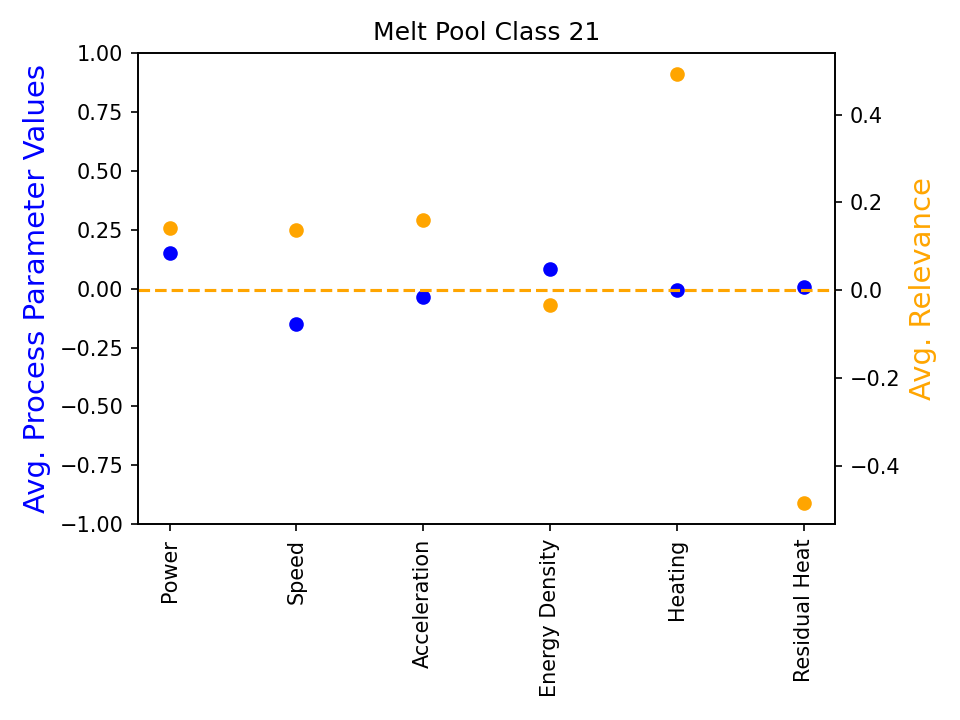 Melt Pool Class 21
Avg. Process Parameter Values
1.00
0.75
0.50
0.25
0.00
−0.25
−0.50
−0.75
−1.00
0.4
0.2
0.0
−0.2
−0.4
Avg. Relevance
Power
Speed
Acceleration
Energy Density
Heating
Residual Heat